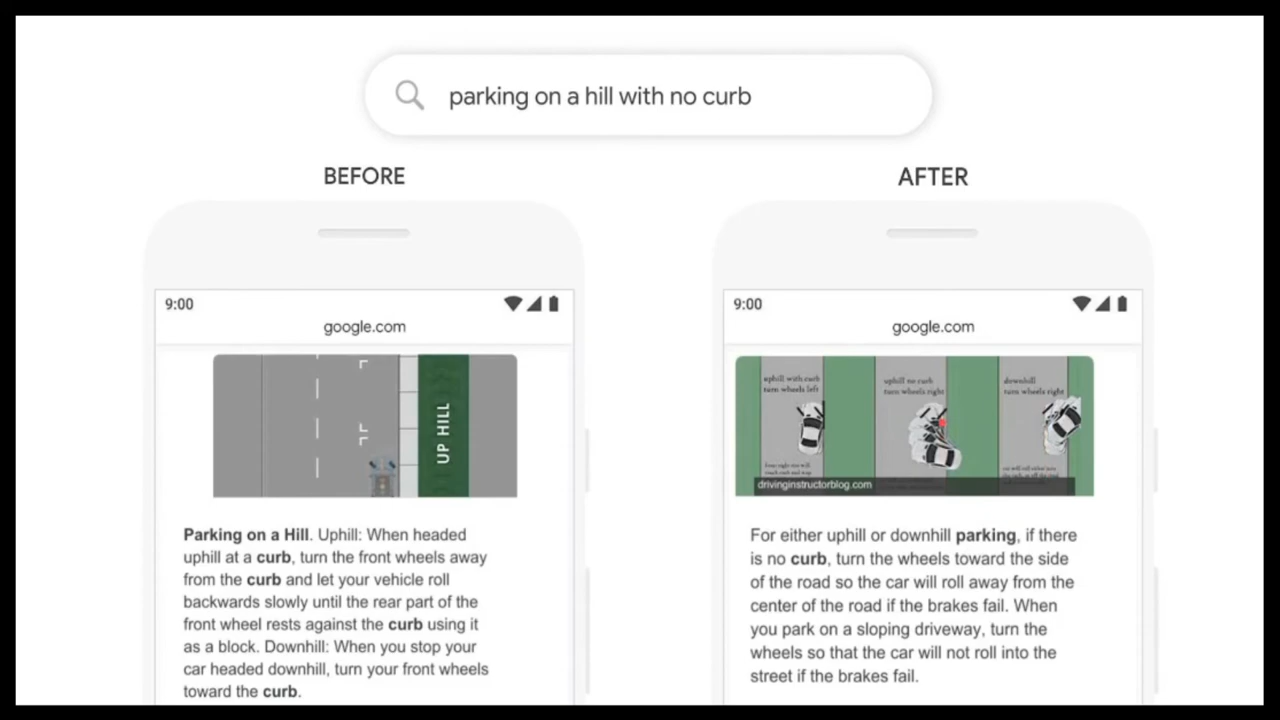 parking on a hill with no curb
BEFORE
AFTER
9:00
google.com
UP HILL
Parking on a Hill. Uphill: When headed
uphill at a curb, turn the front wheels away
from the curb and let your vehicle roll
backwards slowly until the rear part of the
front wheel rests against the curb using it
as a block. Downhill: When you stop your
car headed downhill, turn your front wheels
toward the curb.
9:00
google.com
uphill with curb
turn wheels left
uphill no curb
turn wheels right
downhill
turn wheels right
drivinginstructorblog.com
For either uphill or downhill parking, if there
is no curb, turn the wheels toward the side
of the road so the car will roll away from the
center of the road if the brakes fail. When
you park on a sloping driveway, turn the
wheels so that the car will not roll into the
street if the brakes fail.